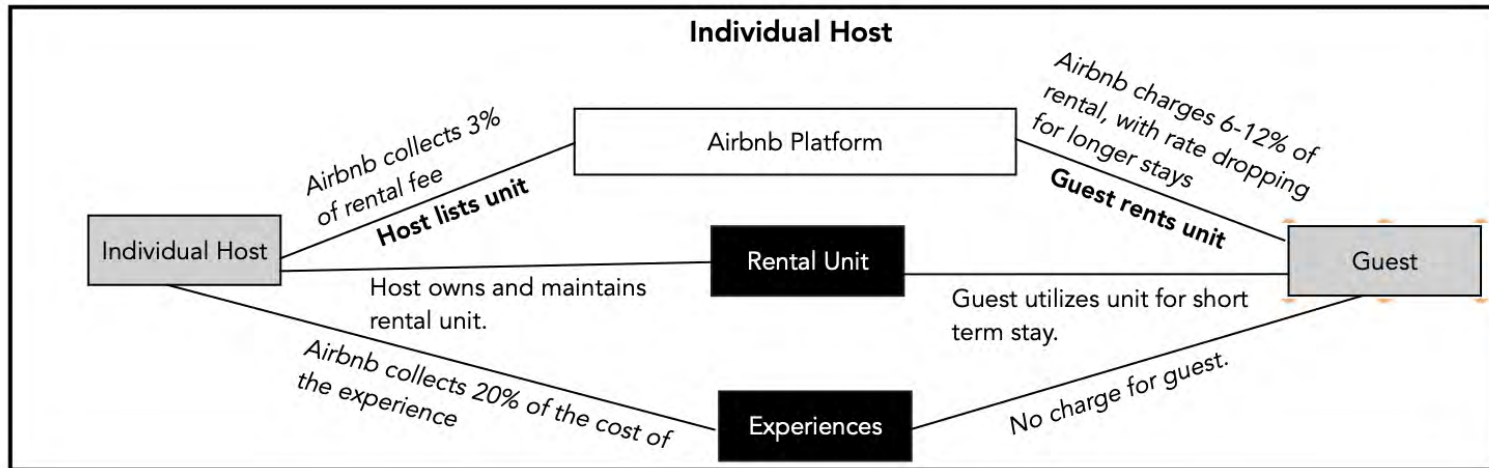 Individual Host
Airbnb collects 3%
of rental fee
Host lists unit
Airbnb Platform
Airbnb charges 6-12% of
rental, with rate dropping
for longer stays
Guest rents unit
Individual Host
Rental Unit
Guest
Host owns and maintains
rental unit.
Guest utilizes unit for short
term stay.
Airbnb collects 20% of the cost of
the experience
Experiences
No charge for guest.